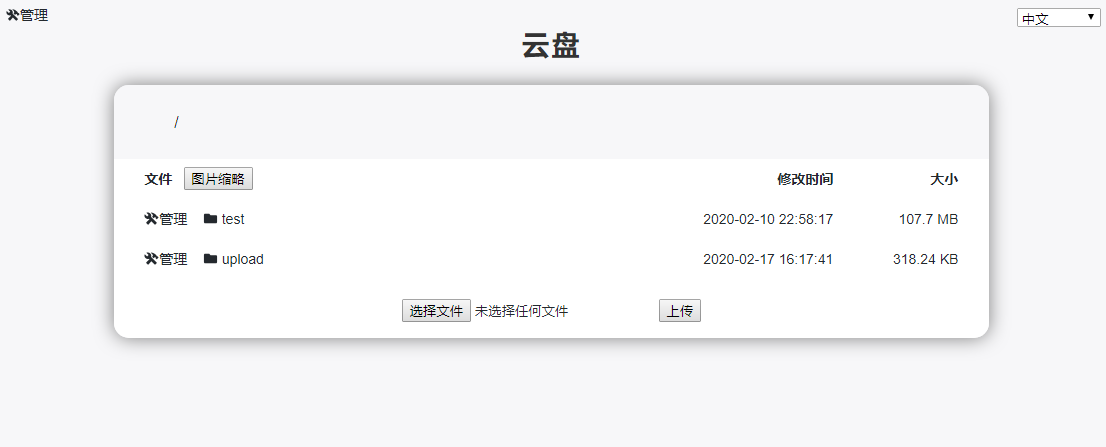 管理
中文
云盘
/
文件 图片缩略 修改时间 大小
管理 test 2020-02-10 22:58:17 107.7 MB
管理 upload 2020-02-17 16:17:41 318.24 KB
选择文件 未选择任何文件 上传